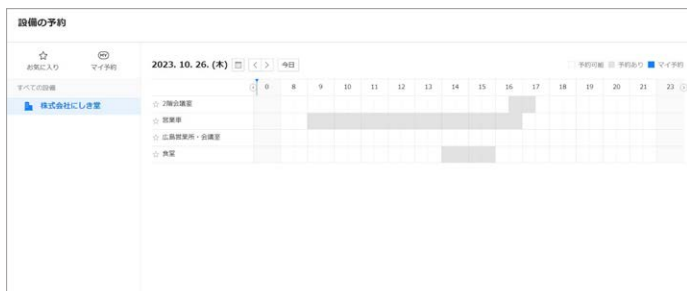 設備の予約
お気に入り
マイ予約
2023. 10. 26. (木)
今日
予約可能 予約あり マイ予約
すべての設備
株式会社にしき堂
0 8 9 10 11 12 13 14 15 16 17 18 19 20 21 23
2階会議室
営業車
広島営業所・会議室
食堂